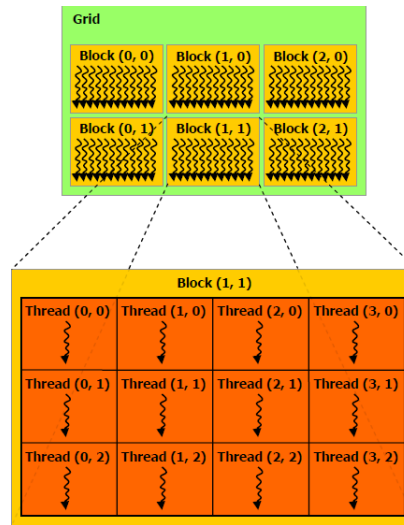 Grid
Block (0, 0) Block (1, 0) Block (2, 0)
Block (0, 1) Block (1, 1) Block (2, 1)
Block (1, 1)
Thread (0, 0) Thread (1, 0) Thread (2, 0) Thread (3, 0)
Thread (0, 1) Thread (1, 1) Thread (2, 1) Thread (3, 1)
Thread (0, 2) Thread (1, 2) Thread (2, 2) Thread (3, 2)